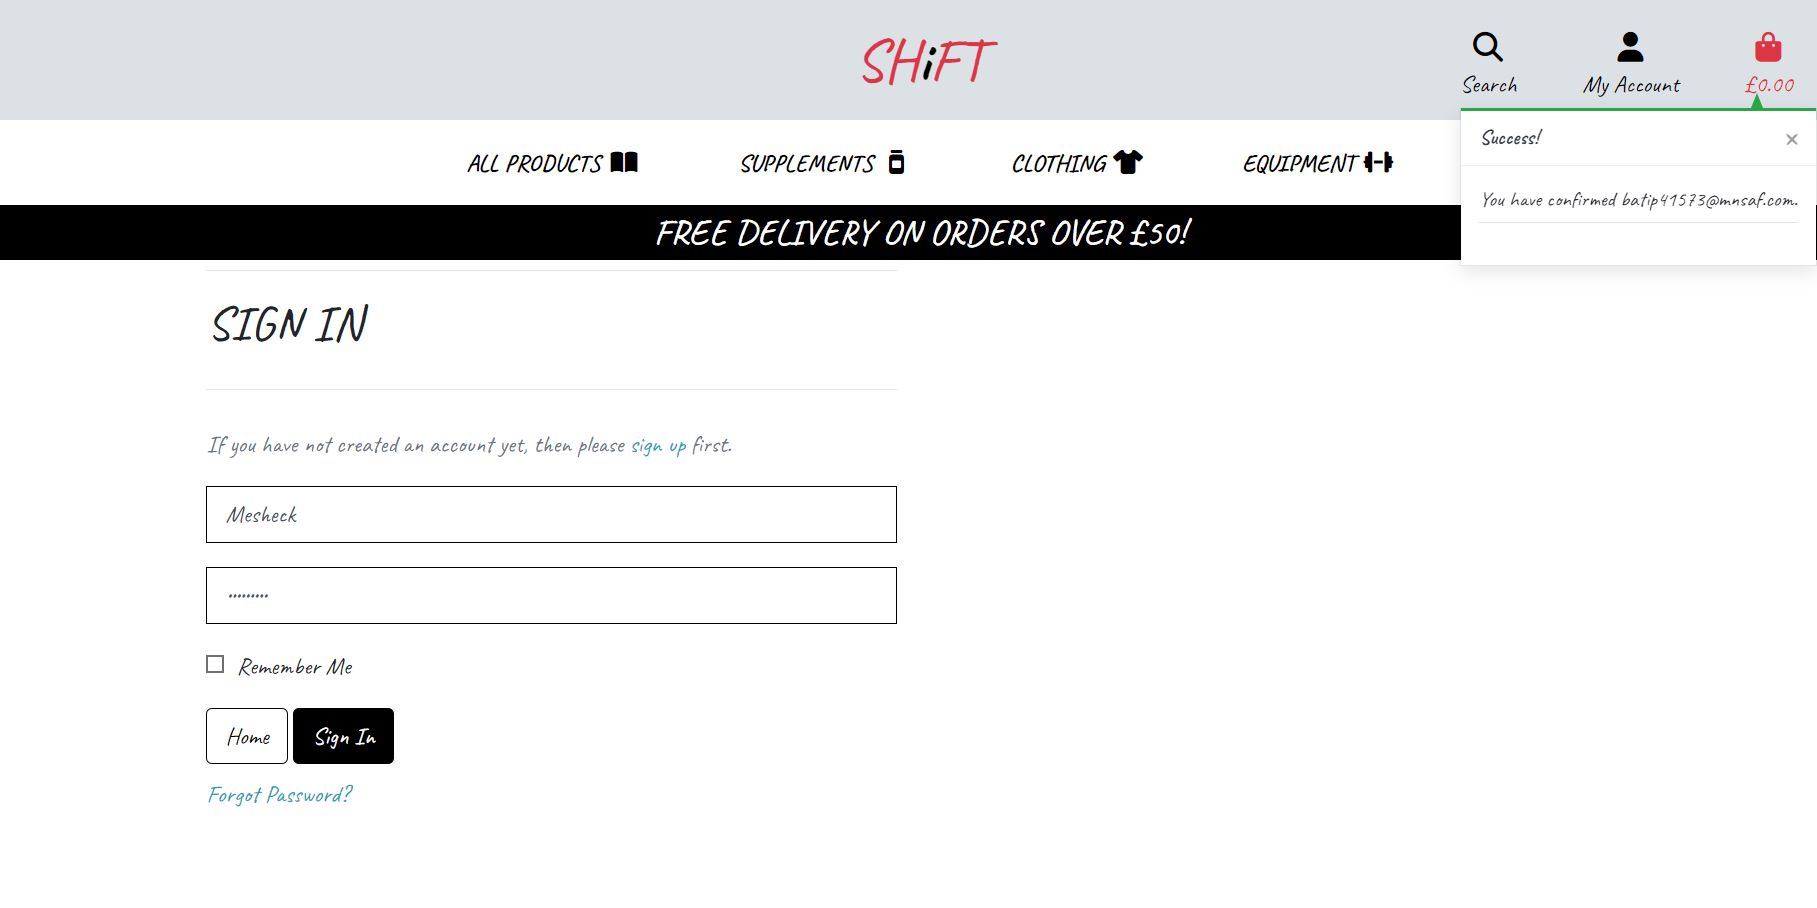 SHiFT
Search
My Account
£0.00
ALL PRODUCTS
SUPPLEMENTS
CLOTHING
EQUIPMENT
Success!
×
You have confirmed batip41573@mnsaf.com.
FREE DELIVERY ON ORDERS OVER £50!
SIGN IN
If you have not created an account yet, then please sign up first.
Mesheck
•••••••••
Remember Me
Home
Sign In
Forgot Password?